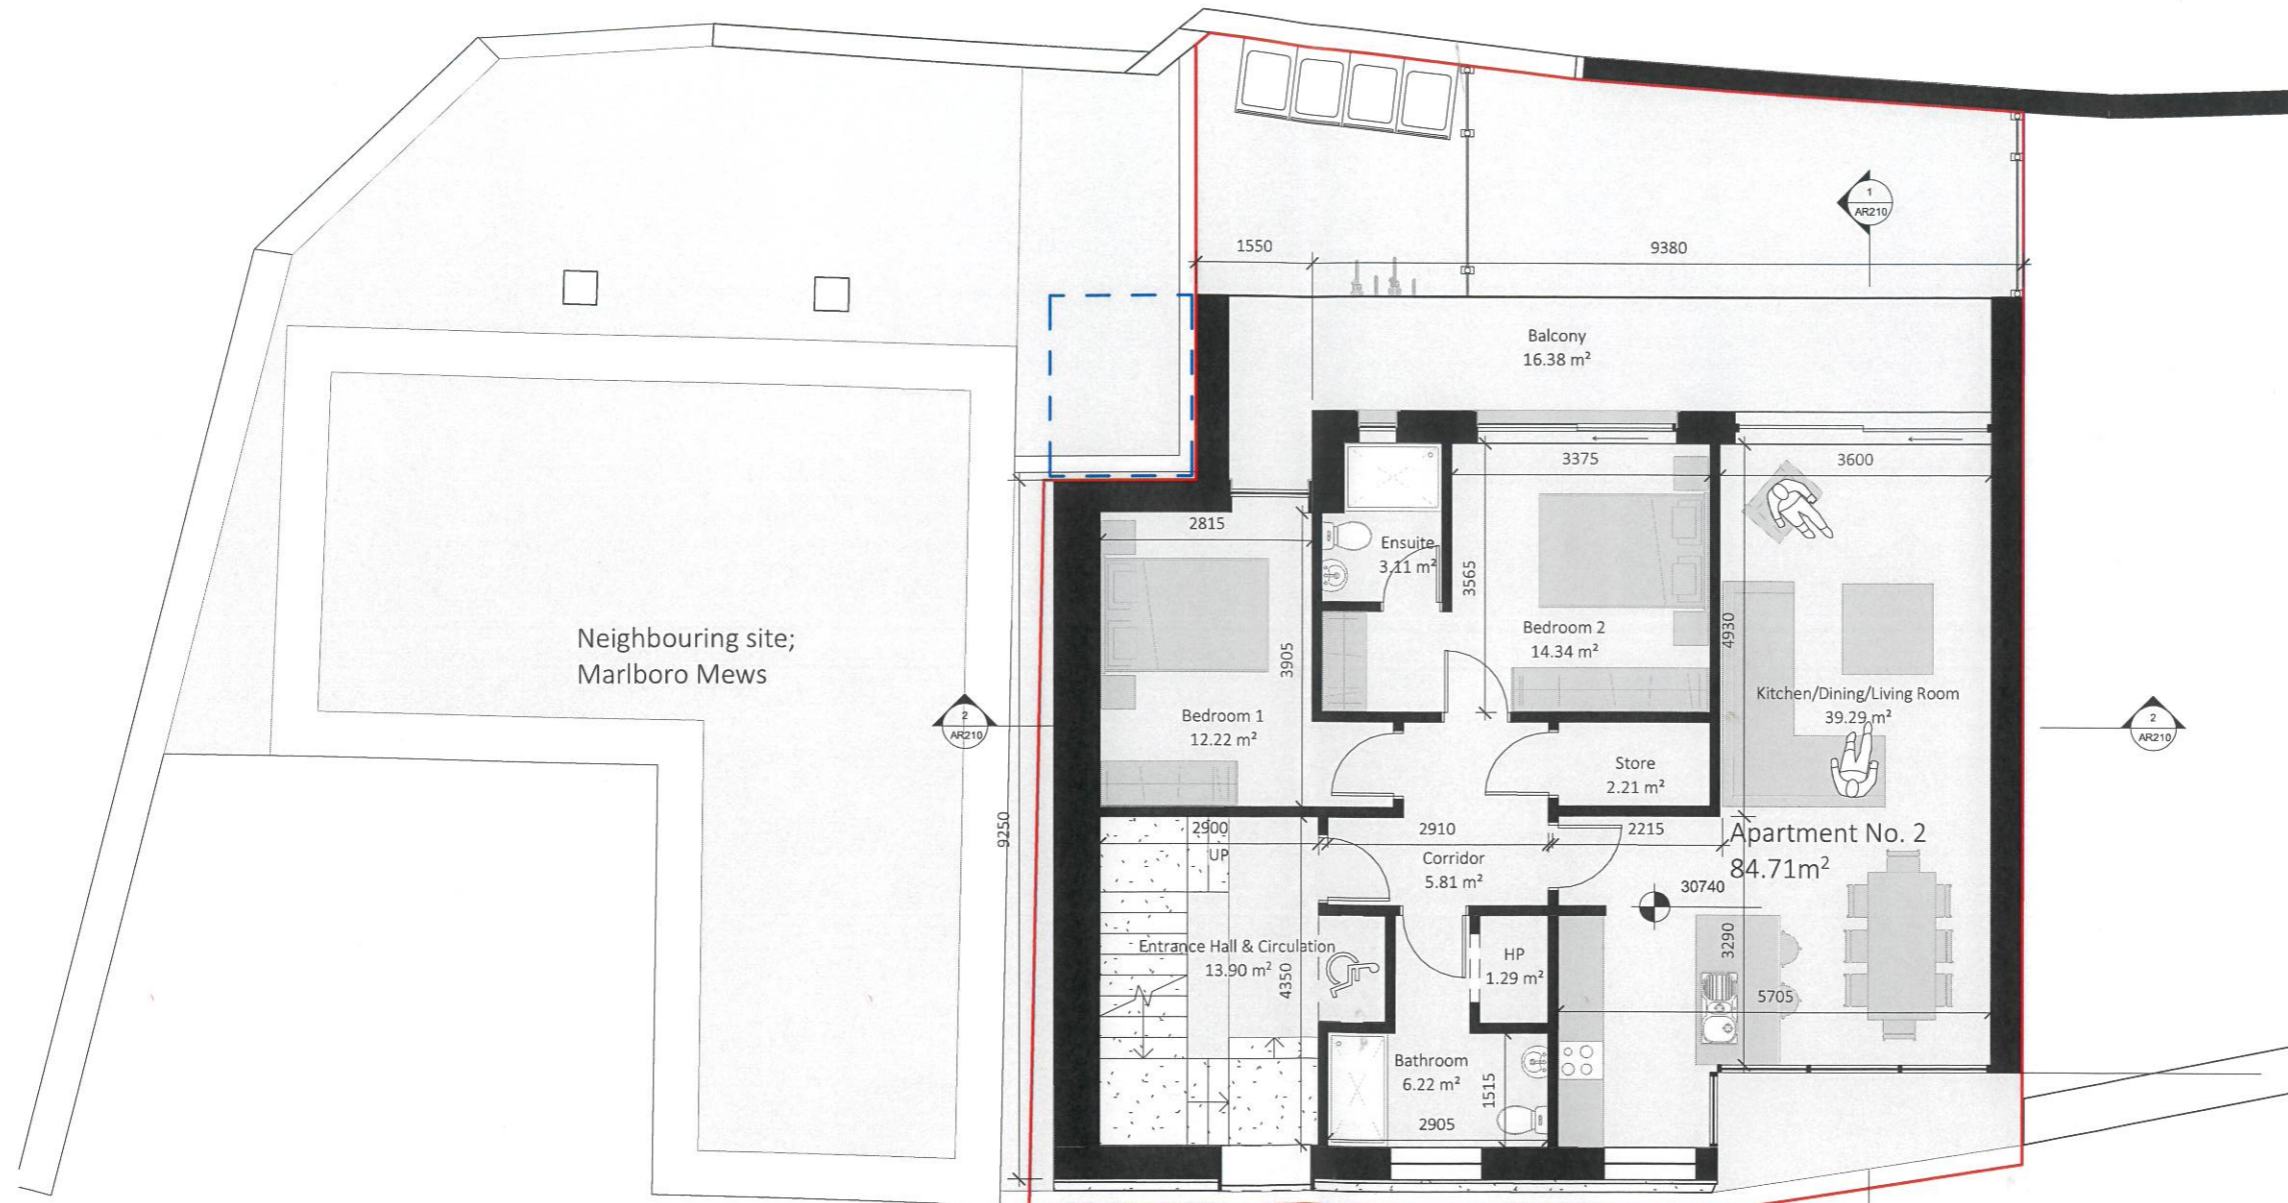 1
AR210
1550
9380
Balcony
16.38 m²
3375
3600
2815
Ensuite
3.11 m²
3565
Bedroom 2
14.34 m²
4930
Neighbouring site;
Marlboro Mews
3905
Kitchen/Dining/Living Room
39.29 m²
Bedroom 1
12.22 m²
2
AR210
2
AR210
Store
2.21 m²
9250
2900
UP
2910
2215
Apartment No. 2
84.71m²
Corridor
5.81 m²
30740
Entrance Hall & Circulation
13.90 m²
4350
HP
1.29 m²
3290
5705
Bathroom
6.22 m²
1515
2905